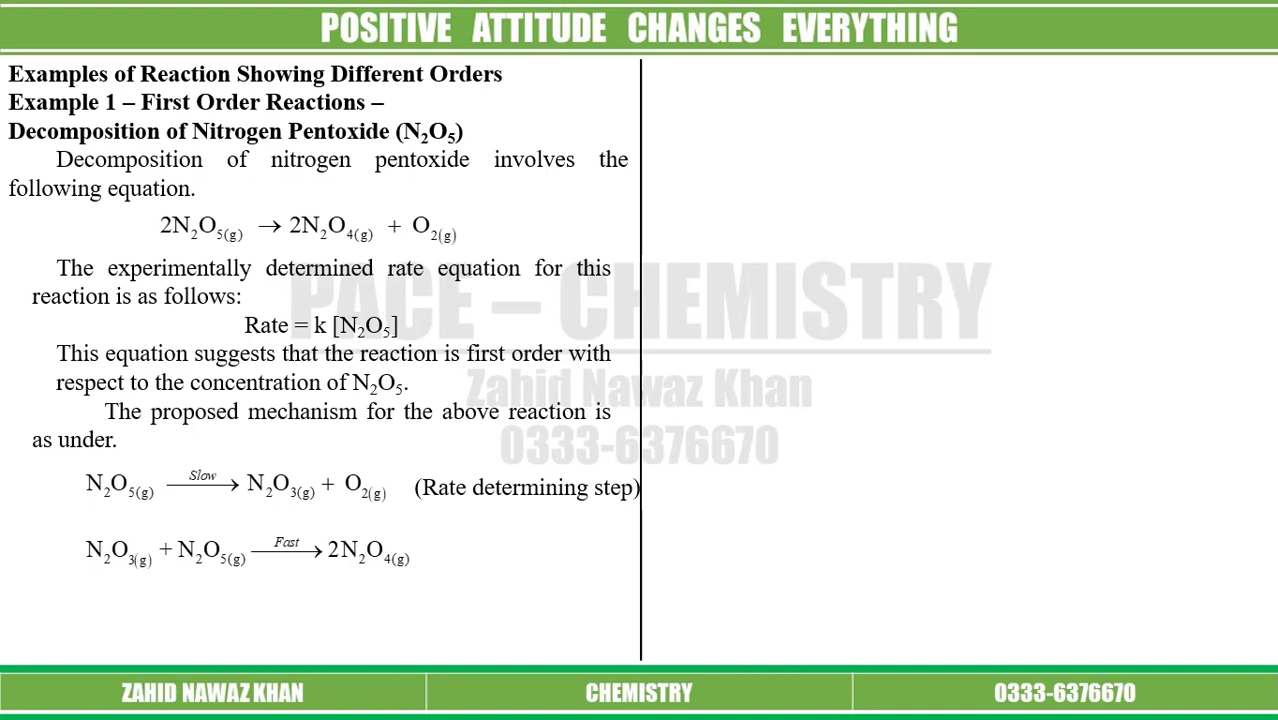 POSITIVE ATTITUDE CHANGES EVERYTHING
Examples of Reaction Showing Different Orders
Example 1 – First Order Reactions –
Decomposition of Nitrogen Pentoxide (N₂O₅)
Decomposition of nitrogen pentoxide involves the
following equation.
2N₂O₅(g) → 2N₂O₄(g) + O₂(g)
The experimentally determined rate equation for this
reaction is as follows:
Rate = k [N₂O₅]
This equation suggests that the reaction is first order with
respect to the concentration of N₂O₅.
The proposed mechanism for the above reaction is
as under.
N₂O₅(g) Slow→ N₂O₃(g) + O₂(g) (Rate determining step)
N₂O₃(g) + N₂O₅(g) Fast→ 2N₂O₄(g)
PACE – CHEMISTRY
Zahid Nawaz Khan
0333-6376670
ZAHID NAWAZ KHAN
CHEMISTRY
0333-6376670